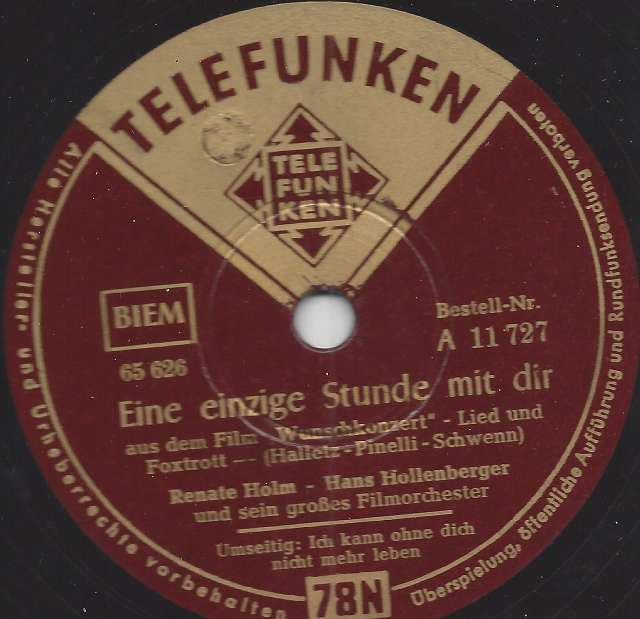 TELEFUNKEN
TELE
FUN
KEN
BIEM
65 626
Bestell-Nr.
A 11 727
Eine einzige Stunde mit dir
aus dem Film "Wunschkonzert" - Lied und
Foxtrott -- (Halletz-Pinelli-Schwenn)
Renate Holm - Hans Hollenberger
und sein großes Filmorchester
Umseitig: Ich kann ohne dich
nicht mehr leben
78N
Alle Hersteller- und Urheberrechte vorbehalten
Überspielung, öffentliche Aufführung und Rundfunksendung verboten